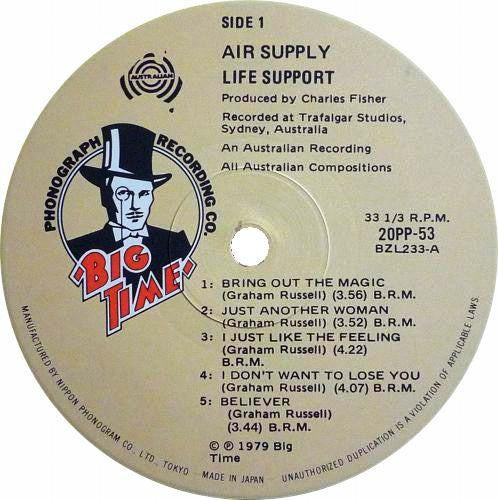 SIDE 1
AUSTRALIAN
AIR SUPPLY
LIFE SUPPORT
Produced by Charles Fisher
Recorded at Trafalgar Studios,
Sydney, Australia
An Australian Recording
All Australian Compositions
PHONOGRAPH RECORDING CO.
BIG
TIME
33 1/3 R.P.M.
20PP-53
BZL233-A
1: BRING OUT THE MAGIC
(Graham Russell) (3.56) B.R.M.
2: JUST ANOTHER WOMAN
(Graham Russell) (3.52) B.R.M.
3: I JUST LIKE THE FEELING
(Graham Russell) (4.22)
B.R.M.
4: I DON'T WANT TO LOSE YOU
(Graham Russell) (4.07) B.R.M.
5: BELIEVER
(Graham Russell)
(3.44) B.R.M.
© ℗ 1979 Big
Time
MANUFACTURED BY NIPPON PHONOGRAM CO., LTD., TOKYO - MADE IN JAPAN - UNAUTHORIZED DUPLICATION IS A VIOLATION OF APPLICABLE LAWS.